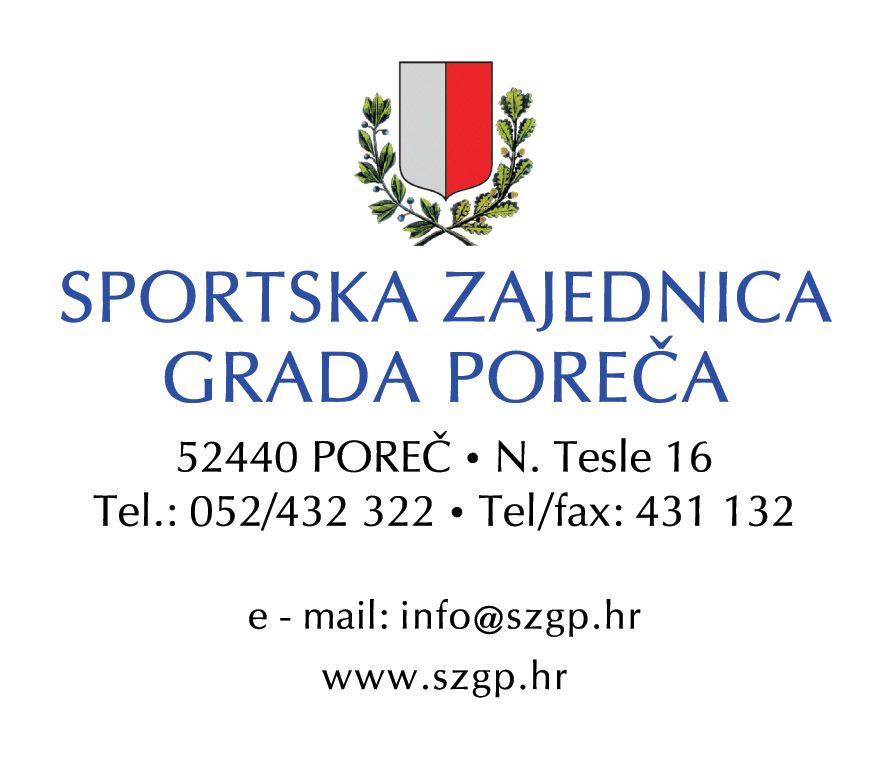 SPORTSKA ZAJEDNICA
GRADA POREČA
52440 POREČ • N. Tesle 16
Tel.: 052/432 322 • Tel/fax: 431 132
e - mail: info@szgp.hr
www.szgp.hr